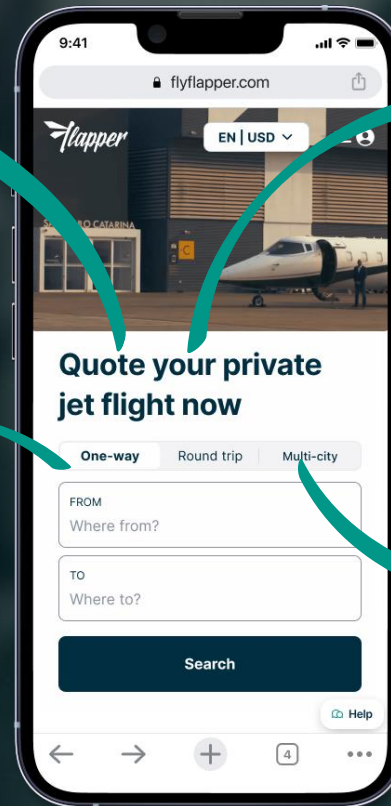 9:41
flyflapper.com
flapper
EN | USD
CATARINA
C
Quote your private
jet flight now
One-way
Round trip
Multi-city
FROM
Where from?
TO
Where to?
Search
Help
4